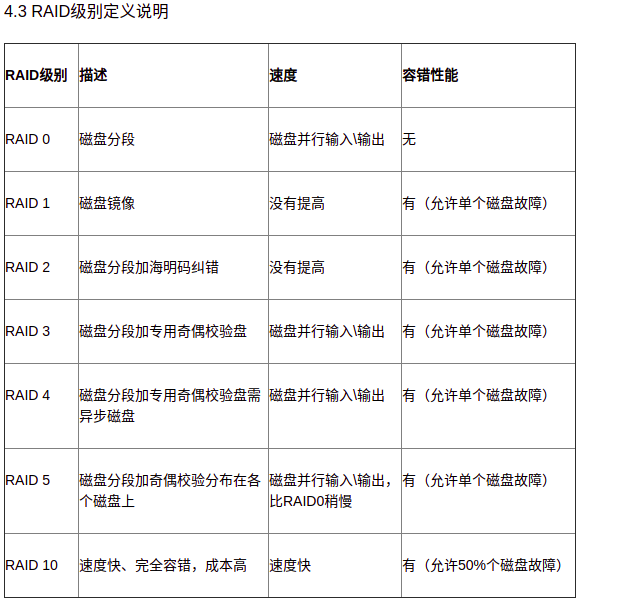 4.3 RAID级别定义说明
RAID级别 描述 速度 容错性能
RAID 0 磁盘分段 磁盘并行输入\输出 无
RAID 1 磁盘镜像 没有提高 有（允许单个磁盘故障）
RAID 2 磁盘分段加海明码纠错 没有提高 有（允许单个磁盘故障）
RAID 3 磁盘分段加专用奇偶校验盘 磁盘并行输入\输出 有（允许单个磁盘故障）
RAID 4 磁盘分段加专用奇偶校验盘需 磁盘并行输入\输出 有（允许单个磁盘故障）
异步磁盘
RAID 5 磁盘分段加奇偶校验分布在各 磁盘并行输入\输出， 有（允许单个磁盘故障）
个磁盘上 比RAID0稍慢
RAID 10 速度快、完全容错，成本高 速度快 有（允许50%个磁盘故障）